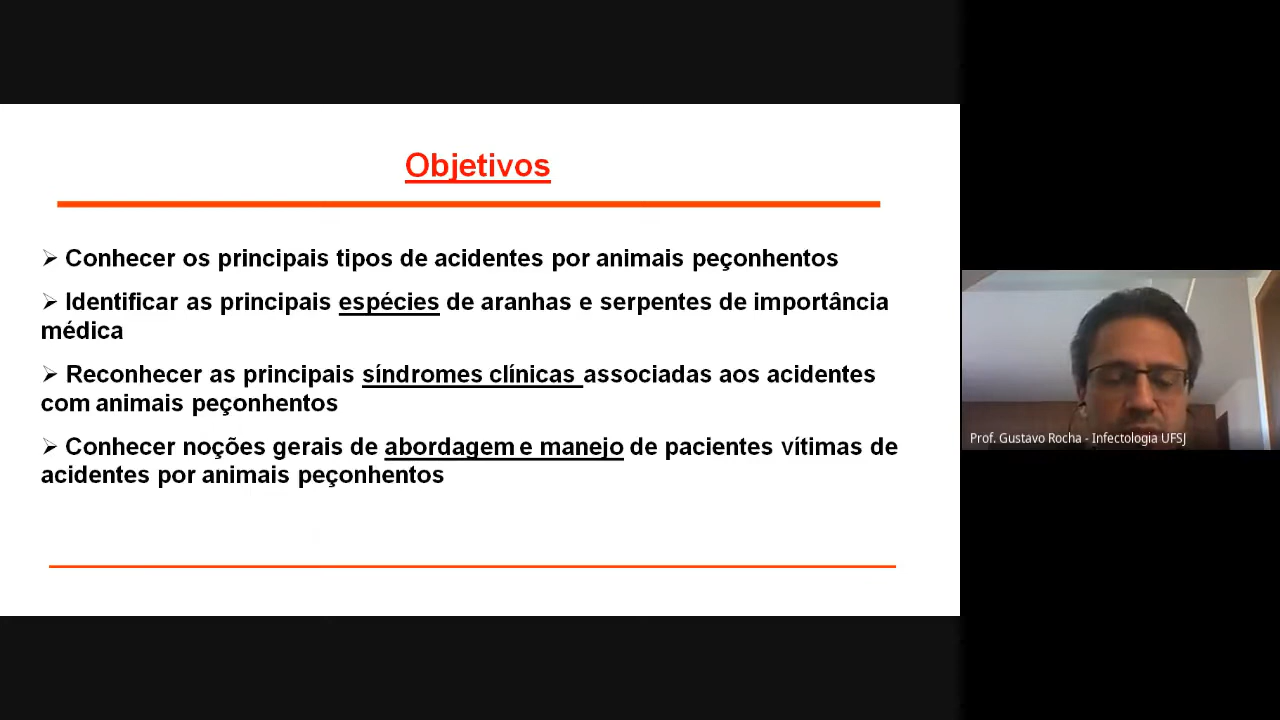 Objetivos
➢ Conhecer os principais tipos de acidentes por animais peçonhentos
➢ Identificar as principais espécies de aranhas e serpentes de importância
médica
➢ Reconhecer as principais síndromes clínicas associadas aos acidentes
com animais peçonhentos
➢ Conhecer noções gerais de abordagem e manejo de pacientes vítimas de
acidentes por animais peçonhentos
Prof. Gustavo Rocha - Infectologia UFSJ